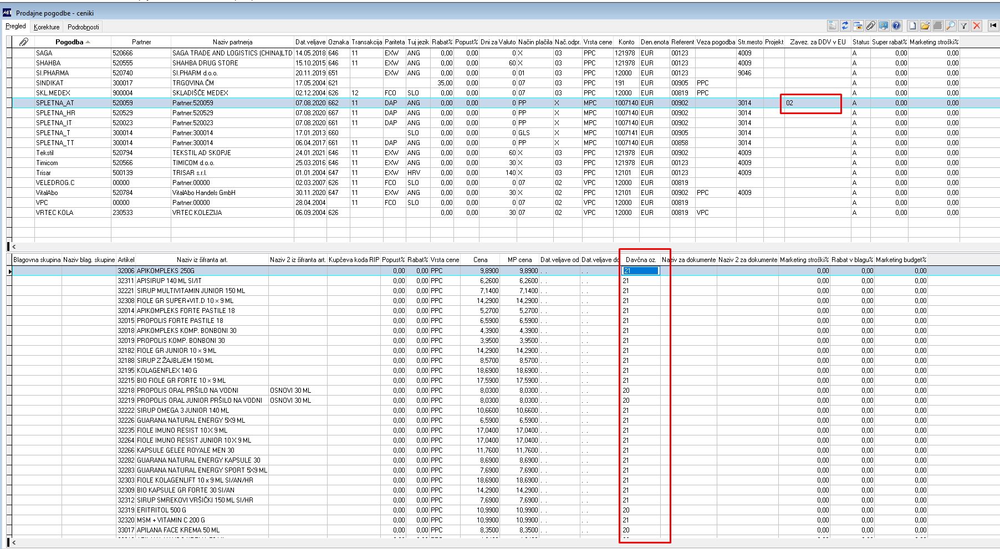 Prodajne pogodbe - ceniki
Pregled Korekture Podrobnosti
Pogodba Partner Naziv partnerja Dat.veljave Oznaka Transakcija Pariteta Tuj jezik Rabat% Popust% Dni za Valuto Način plačila Nač.odpr. Vrsta cene Konto Den.enota Referent Veza pogodba Str.mesto Projekt Zavez. za DDV v EU Status Super rabat% Marketing stroški%
SAGA 520666 SAGA TRADE AND LOGISTICS (CHINA)LTD 14.05.2018 646 11 EXW ANG 0,00 0,00 0 X 03 PPC 121978 EUR 00123 4009 A 0,00 0,00
SHAHBA 520555 SHAHBA DRUG STORE 15.10.2015 646 11 EXW ANG 0,00 0,00 60 X 03 PPC 121978 EUR 00123 4009 A 0,00 0,00
SI.PHARMA 520740 SI.PHARM d.o.o. 20.11.2019 651 EXW ANG 0,00 0,00 0 01 03 PPC 12000 EUR 00123 9046 A 0,00 0,00
SINDIKAT 300017 TRGOVINA ČM 17.05.2004 621 35,00 0,00 0 07 03 PPC 191 EUR 00905 PPC A 0,00 0,00
SKL.MEDEX 900004 SKLADIŠČE MEDEX 02.12.2004 626 12 FCO SLO 0,00 0,00 0 07 03 PPC 12000 EUR 00819 PPC A 0,00 0,00
SPLETNA_AT 520059 Partner:520059 07.08.2020 662 11 DAP ANG 0,00 0,00 0 PP X MPC 1007140 EUR 00902 3014 02 A 0,00 0,00
SPLETNA_HR 520529 Partner:520529 07.08.2020 667 11 DAP ANG 0,00 0,00 0 PP X MPC 1007140 EUR 00902 3014 A 0,00 0,00
SPLETNA_IT 520023 Partner:520023 07.08.2020 661 11 DAP ANG 0,00 0,00 0 PP X MPC 1007140 EUR 00902 3014 A 0,00 0,00
SPLETNA_T 300014 Partner:300014 17.01.2013 660 SLO 0,00 0,00 0 GLS X MPC 1007141 EUR 00905 3014 A 0,00 0,00
SPLETNA_TT 300014 Partner:300014 06.04.2017 661 11 DAP ANG 0,00 0,00 0 PP X MPC 1007140 EUR 00858 3014 A 0,00 0,00
Tekstil 520794 TEKSTIL AD SKOPJE 24.01.2021 646 11 EXW ANG 0,00 0,00 60 X 03 PPC 121978 EUR 00902 4009 A 0,00 0,00
Timicom 520566 TIMICOM d.o.o. 25.03.2016 646 11 EXW ANG 0,00 0,00 30 X 03 PPC 121978 EUR 00123 4009 A 0,00 0,00
Trisar 500139 TRISAR s.r.l. 01.01.2004 647 11 EXW HRV 0,00 0,00 140 X 03 PPC 12101 EUR 00123 4009 A 0,00 0,00
VELEDROG.C 00000 Partner:00000 02.03.2007 626 11 FCO SLO 0,00 0,00 0 07 02 VPC 12000 EUR 00819 A 0,00 0,00
VitalAbo 520784 VitalAbo Handels GmbH 30.11.2020 647 11 EXW ANG 0,00 0,00 30 X 02 PPC 12101 EUR 00902 PPC 4009 A 0,00 0,00
VPC 00000 Partner:00000 28.04.2004 11 FCO SLO 0,00 0,00 0 07 02 VPC 12000 EUR 00819 A 0,00 0,00
VRTEC KOLA 230533 VRTEC KOLEZIJA 06.09.2004 626 0,00 0,00 30 07 02 VPC 12000 EUR 00819 VPC A 0,00 0,00
Blagovna skupina Naziv blag. skupine Artikel Naziv iz šifranta art. Naziv 2 iz šifranta art. Kupčeva koda RIP Popust% Rabat% Vrsta cene Cena MP cena Dat.veljave od Dat.veljave do Davčna oz. Naziv za dokumente Naziv 2 za dokumente Marketing stroški% Rabat v blagu% Marketing budget%
32006 APIKOMPLEKS 250G 0,00 0,00 PPC 9,8900 9,8900 . . . . 21 0,00 0,00 0,00
32311 APISIRUP 140 ML SI/IT 0,00 0,00 PPC 6,2600 6,2600 . . . . 21 0,00 0,00 0,00
32221 SIRUP MULTIVITAMIN JUNIOR 150 ML 0,00 0,00 PPC 7,1400 7,1400 . . . . 21 0,00 0,00 0,00
32308 FIOLE GR SUPER+VIT.D 10 × 9 ML 0,00 0,00 PPC 14,2900 14,2900 . . . . 21 0,00 0,00 0,00
32014 APIKOMPLEKS FORTE PASTILE 18 0,00 0,00 PPC 5,2700 5,2700 . . . . 21 0,00 0,00 0,00
32015 PROPOLIS FORTE PASTILE 18 0,00 0,00 PPC 6,5900 6,5900 . . . . 21 0,00 0,00 0,00
32018 APIKOMPLEKS KOMP. BONBONI 30 0,00 0,00 PPC 4,3900 4,3900 . . . . 21 0,00 0,00 0,00
32019 PROPOLIS KOMP. BONBONI 30 0,00 0,00 PPC 3,9500 3,9500 . . . . 21 0,00 0,00 0,00
32182 FIOLE GR JUNIOR 10 × 9 ML 0,00 0,00 PPC 14,2900 14,2900 . . . . 21 0,00 0,00 0,00
32188 SIRUP Z ŽAJBLJEM 150 ML 0,00 0,00 PPC 8,5700 8,5700 . . . . 21 0,00 0,00 0,00
32195 KOLAGENFLEX 140 G 0,00 0,00 PPC 18,6900 18,6900 . . . . 21 0,00 0,00 0,00
32215 BIO FIOLE GR FORTE 10 × 9 ML 0,00 0,00 PPC 17,5900 17,5900 . . . . 21 0,00 0,00 0,00
32218 PROPOLIS ORAL PRŠILO NA VODNI OSNOVI 30 ML 0,00 0,00 PPC 8,0300 8,0300 . . . . 20 0,00 0,00 0,00
32219 PROPOLIS ORAL JUNIOR PRŠILO NA VODNI OSNOVI 30 ML 0,00 0,00 PPC 8,0300 8,0300 . . . . 20 0,00 0,00 0,00
32222 SIRUP OMEGA 3 JUNIOR 140 ML 0,00 0,00 PPC 10,6600 10,6600 . . . . 21 0,00 0,00 0,00
32226 GUARANA NATURAL ENERGY 5X9 ML 0,00 0,00 PPC 6,5900 6,5900 . . . . 21 0,00 0,00 0,00
32235 FIOLE IMUNO RESIST 10 X 9 ML 0,00 0,00 PPC 17,0400 17,0400 . . . . 21 0,00 0,00 0,00
32264 FIOLE IMUNO RESIST JUNIOR 10 X 9 ML 0,00 0,00 PPC 17,0400 17,0400 . . . . 21 0,00 0,00 0,00
32266 KAPSULE GELEE ROYALE MEN 30 0,00 0,00 PPC 11,7600 11,7600 . . . . 21 0,00 0,00 0,00
32282 GUARANA NATURAL ENERGY KAPSULE 30 0,00 0,00 PPC 8,6900 8,6900 . . . . 21 0,00 0,00 0,00
32283 GUARANA NATURAL ENERGY SPORT 5X9 ML 0,00 0,00 PPC 7,6900 7,6900 . . . . 21 0,00 0,00 0,00
32303 FIOLE KOLAGENLIFT 10 x 9 ML SI/AN/HR 0,00 0,00 PPC 18,6900 18,6900 . . . . 21 0,00 0,00 0,00
32309 BIO KAPSULE GR FORTE 30 SI/AN 0,00 0,00 PPC 14,2900 14,2900 . . . . 21 0,00 0,00 0,00
32312 SIRUP SMREKOVI VRŠIČKI 150 ML SI/HR 0,00 0,00 PPC 7,6900 7,6900 . . . . 21 0,00 0,00 0,00
32319 ERITRITOL 500 G 0,00 0,00 PPC 10,9900 10,9900 . . . . 20 0,00 0,00 0,00
32320 MSM + VITAMIN C 200 G 0,00 0,00 PPC 10,9900 10,9900 . . . . 21 0,00 0,00 0,00
33017 APILANA FACE KREMA 50 ML 0,00 0,00 PPC 8,3500 8,3500 . . . . 20 0,00 0,00 0,00